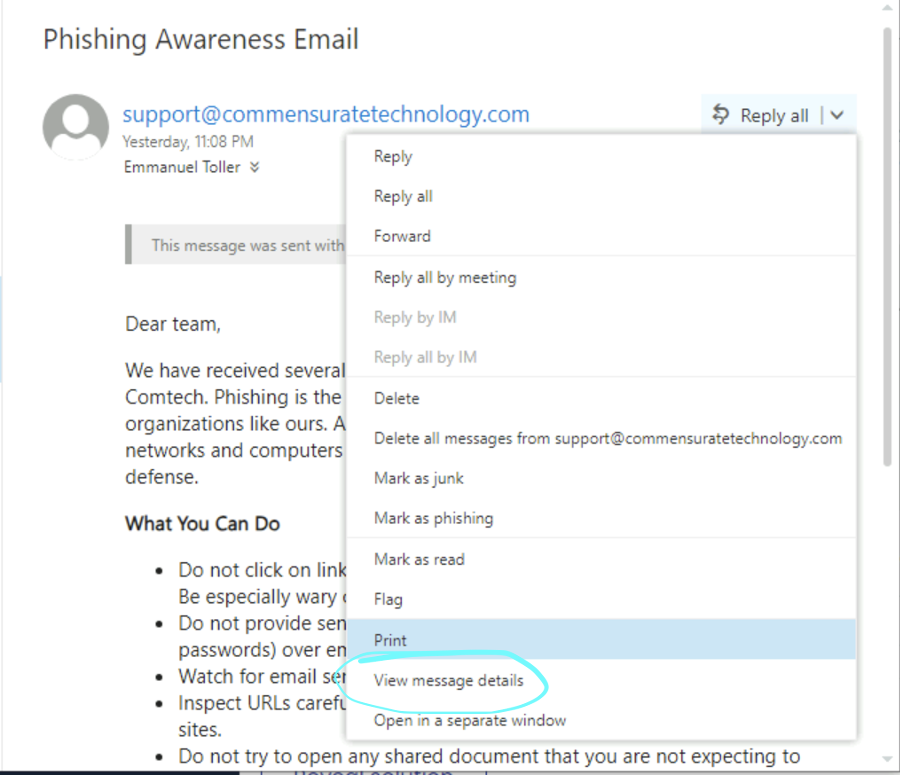 Phishing Awareness Email
support@commensuratetechnology.com
Reply all
Yesterday, 11:08 PM
Emmanuel Toller
This message was sent with
Reply
Reply all
Forward
Reply all by meeting
Reply by IM
Reply all by IM
Delete
Delete all messages from support@commensuratetechnology.com
Mark as junk
Mark as phishing
Mark as read
Flag
Print
View message details
Open in a separate window
Dear team,
We have received several
Comtech. Phishing is the
organizations like ours. A
networks and computers
defense.
What You Can Do
• Do not click on link
Be especially wary
• Do not provide sen
passwords) over em
• Watch for email ser
• Inspect URLs carefu
sites.
• Do not try to open any shared document that you are not expecting to